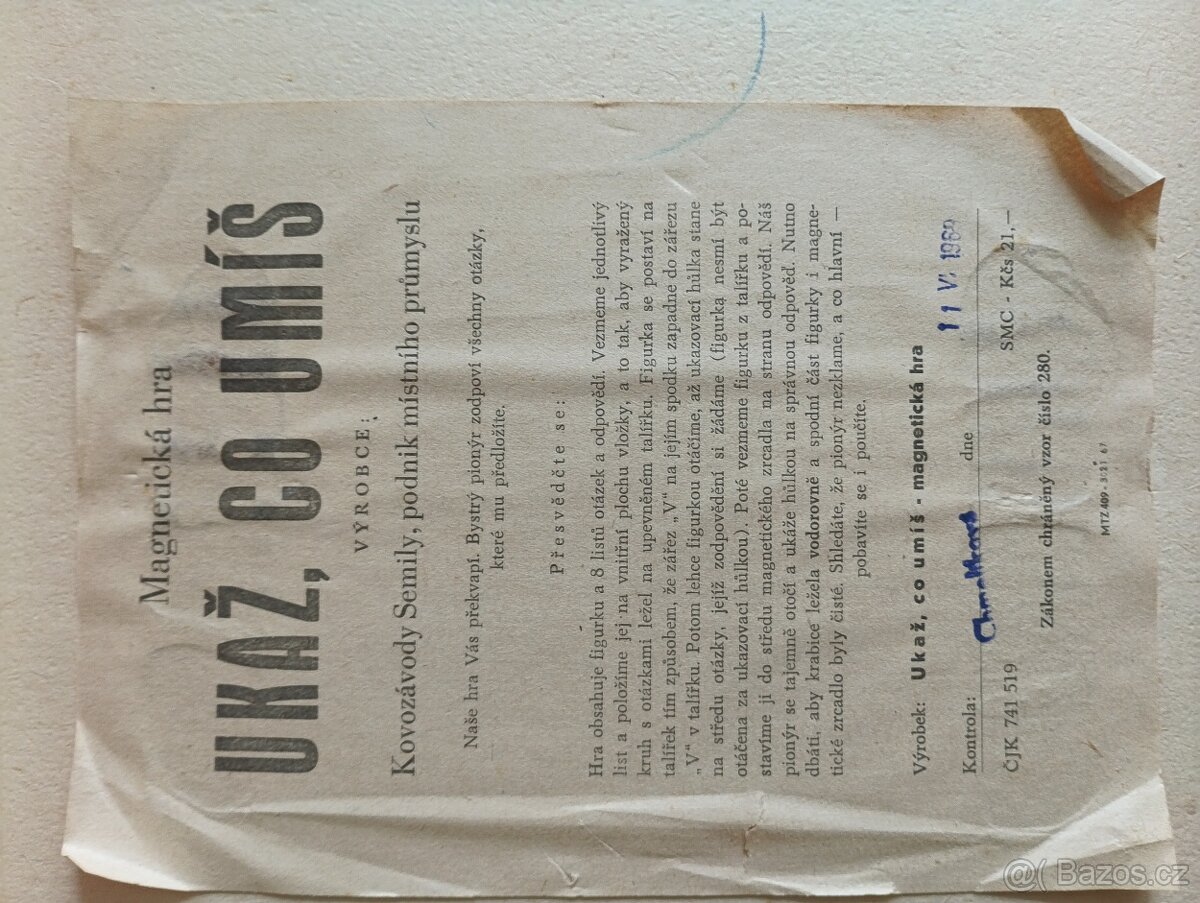 Magnetická hra
UKAŽ, CO UMÍŠ
VÝROBCE:
Kovozávody Semily, podnik místního průmyslu
Naše hra Vás překvapí. Bystrý pionýr zodpoví všechny otázky,
které mu předložíte.
Přesvědčte se:
Hra obsahuje figurku a 8 listů otázek a odpovědí. Vezmeme jednotlivý
list a položíme jej na vnitřní plochu vložky, a to tak, aby vyražený
kruh s otázkami ležel na upevněném talířku. Figurka se postaví na
talířek tím způsobem, že zářez „V" na jejím spodku zapadne do zářezu
„V" v talířku. Potom lehce figurkou otáčíme, až ukazovací hůlka stane
na středu otázky, jejíž zodpovědění si žádáme (figurka nesmí být
otáčena za ukazovací hůlkou). Poté vezmeme figurku z talířku a po-
stavíme ji do středu magnetického zrcadla na stranu odpovědí. Náš
pionýr se tajemně otočí a ukáže hůlkou na správnou odpověď. Nutno
dbáti, aby krabice ležela vodorovně a spodní část figurky i magne-
tické zrcadlo byly čisté. Shledáte, že pionýr nezklame, a co hlavní —
pobavíte se i poučíte.
Výrobek: Ukaž, co umíš - magnetická hra
Kontrola: dne 11 VI. 196
ČJK 741 519 SMC - Kčs 21,—
Zákonem chráněný vzor číslo 280.
MTZ 409 - 3/21 67
@( Bazos.cz